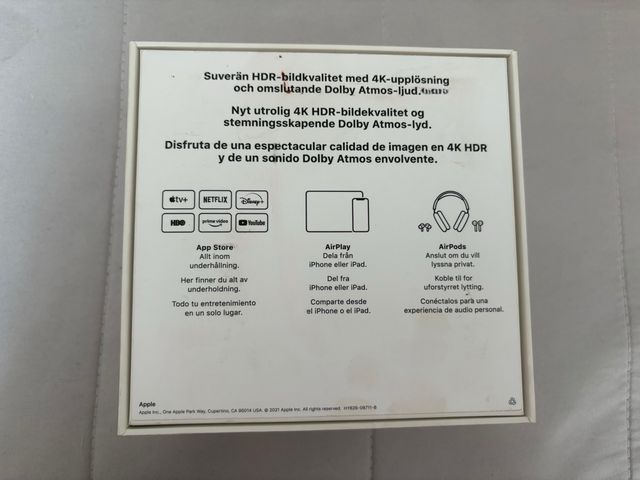 Suverän HDR-bildkvalitet med 4K-upplösning
och omslutande Dolby Atmos-ljud.
Nyt utrolig 4K HDR-bildekvalitet og
stemningsskapende Dolby Atmos-lyd.
Disfruta de una espectacular calidad de imagen en 4K HDR
y de un sonido Dolby Atmos envolvente.
tv+ NETFLIX Disney+
HBO prime video YouTube
App Store
Allt inom
underhållning.
Her finner du alt av
underholdning.
Todo tu entretenimiento
en un solo lugar.
AirPlay
Dela från
iPhone eller iPad.
Del fra
iPhone eller iPad.
Comparte desde
el iPhone o el iPad.
AirPods
Anslut om du vill
lyssna privat.
Koble til for
uforstyrret lytting.
Conéctalos para una
experiencia de audio personal.
Apple
Apple Inc., One Apple Park Way, Cupertino, CA 95014 USA. © 2021 Apple Inc. All rights reserved. HY626-08711-B